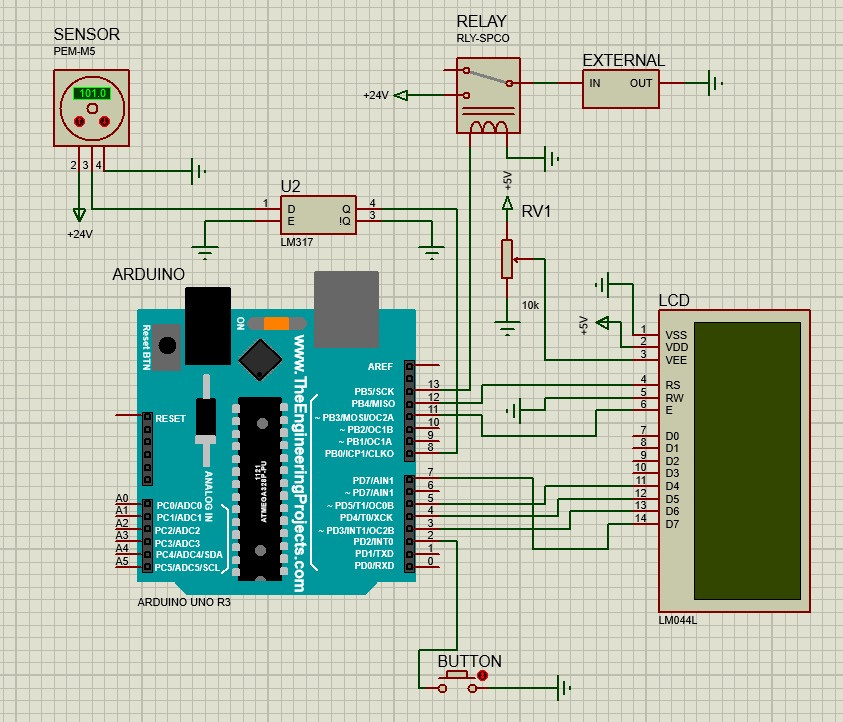 SENSOR
PEM-M5
101.0
2 3 4
+24V
RELAY
RLY-SPCO
+24V
EXTERNAL
IN OUT
U2
1 D Q 4
E !Q 3
LM317
+5V
RV1
10k
ARDUINO
ON
Reset BTN
www.TheEngineeringProjects.com
AREF
PB5/SCK 13
PB4/MISO 12
~ PB3/MOSI/OC2A 11
~ PB2/OC1B 10
~ PB1/OC1A 9
PB0/ICP1/CLKO 8
RESET
1121
ATMEGA328P-PU
ANALOG IN
PD7/AIN1 7
~ PD7/AIN1 6
~ PD5/T1/OC0B 5
PD4/T0/XCK 4
~ PD3/INT1/OC2B 3
PD2/INT0 2
PD1/TXD 1
PD0/RXD 0
A0 PC0/ADC0
A1 PC1/ADC1
A2 PC2/ADC2
A3 PC3/ADC3
A4 PC4/ADC4/SDA
A5 PC5/ADC5/SCL
ARDUINO UNO R3
+5V
LCD
1 VSS
2 VDD
3 VEE
4 RS
5 RW
6 E
7 D0
8 D1
9 D2
10 D3
11 D4
12 D5
13 D6
14 D7
LM044L
BUTTON